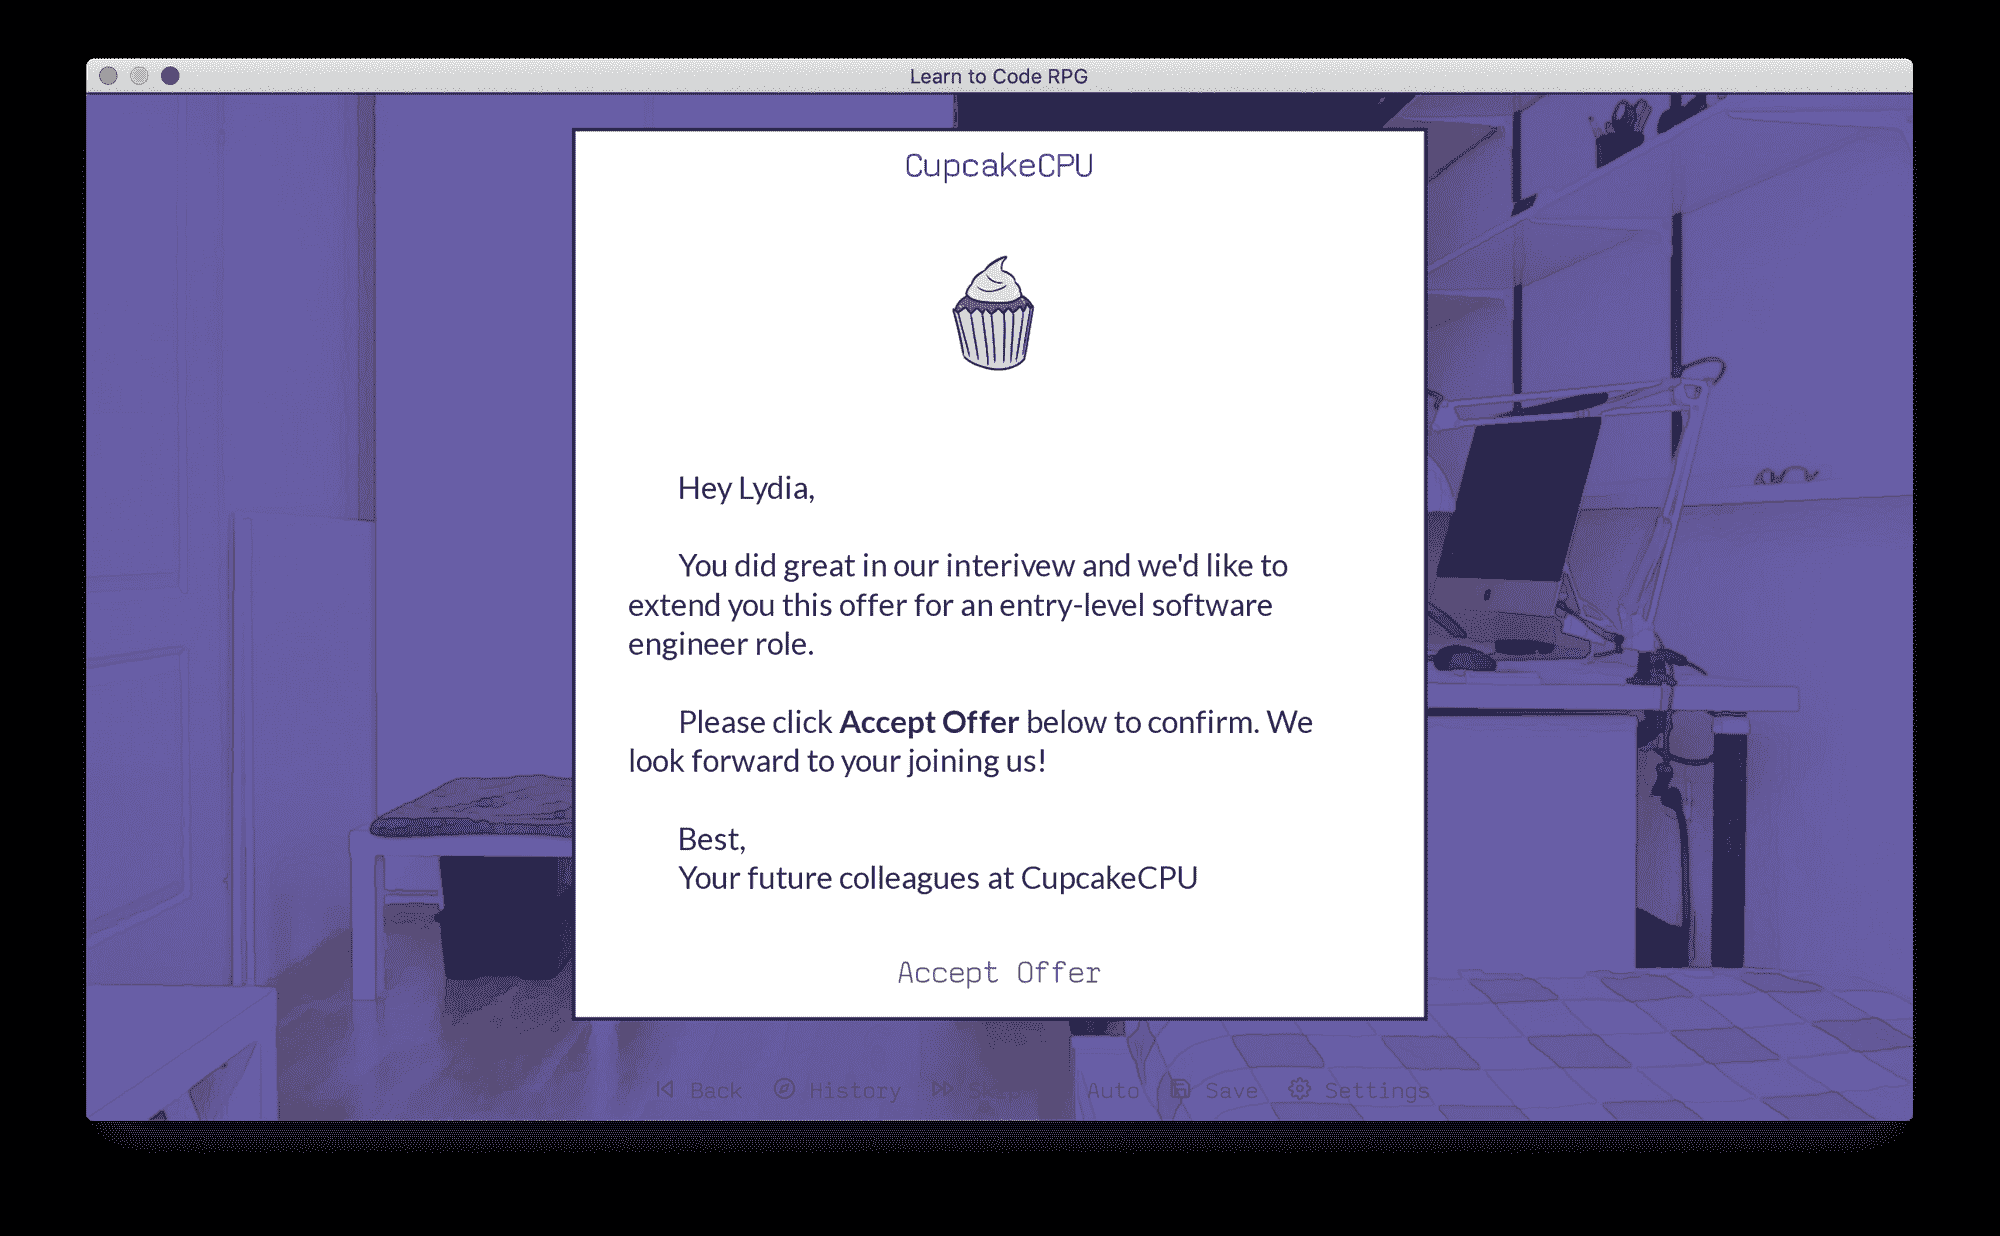 Learn to Code RPG
CupcakeCPU
Hey Lydia,
You did great in our interivew and we'd like to
extend you this offer for an entry-level software
engineer role.
Please click Accept Offer below to confirm. We
look forward to your joining us!
Best,
Your future colleagues at CupcakeCPU
Accept Offer
Back History Skip Auto Save Settings